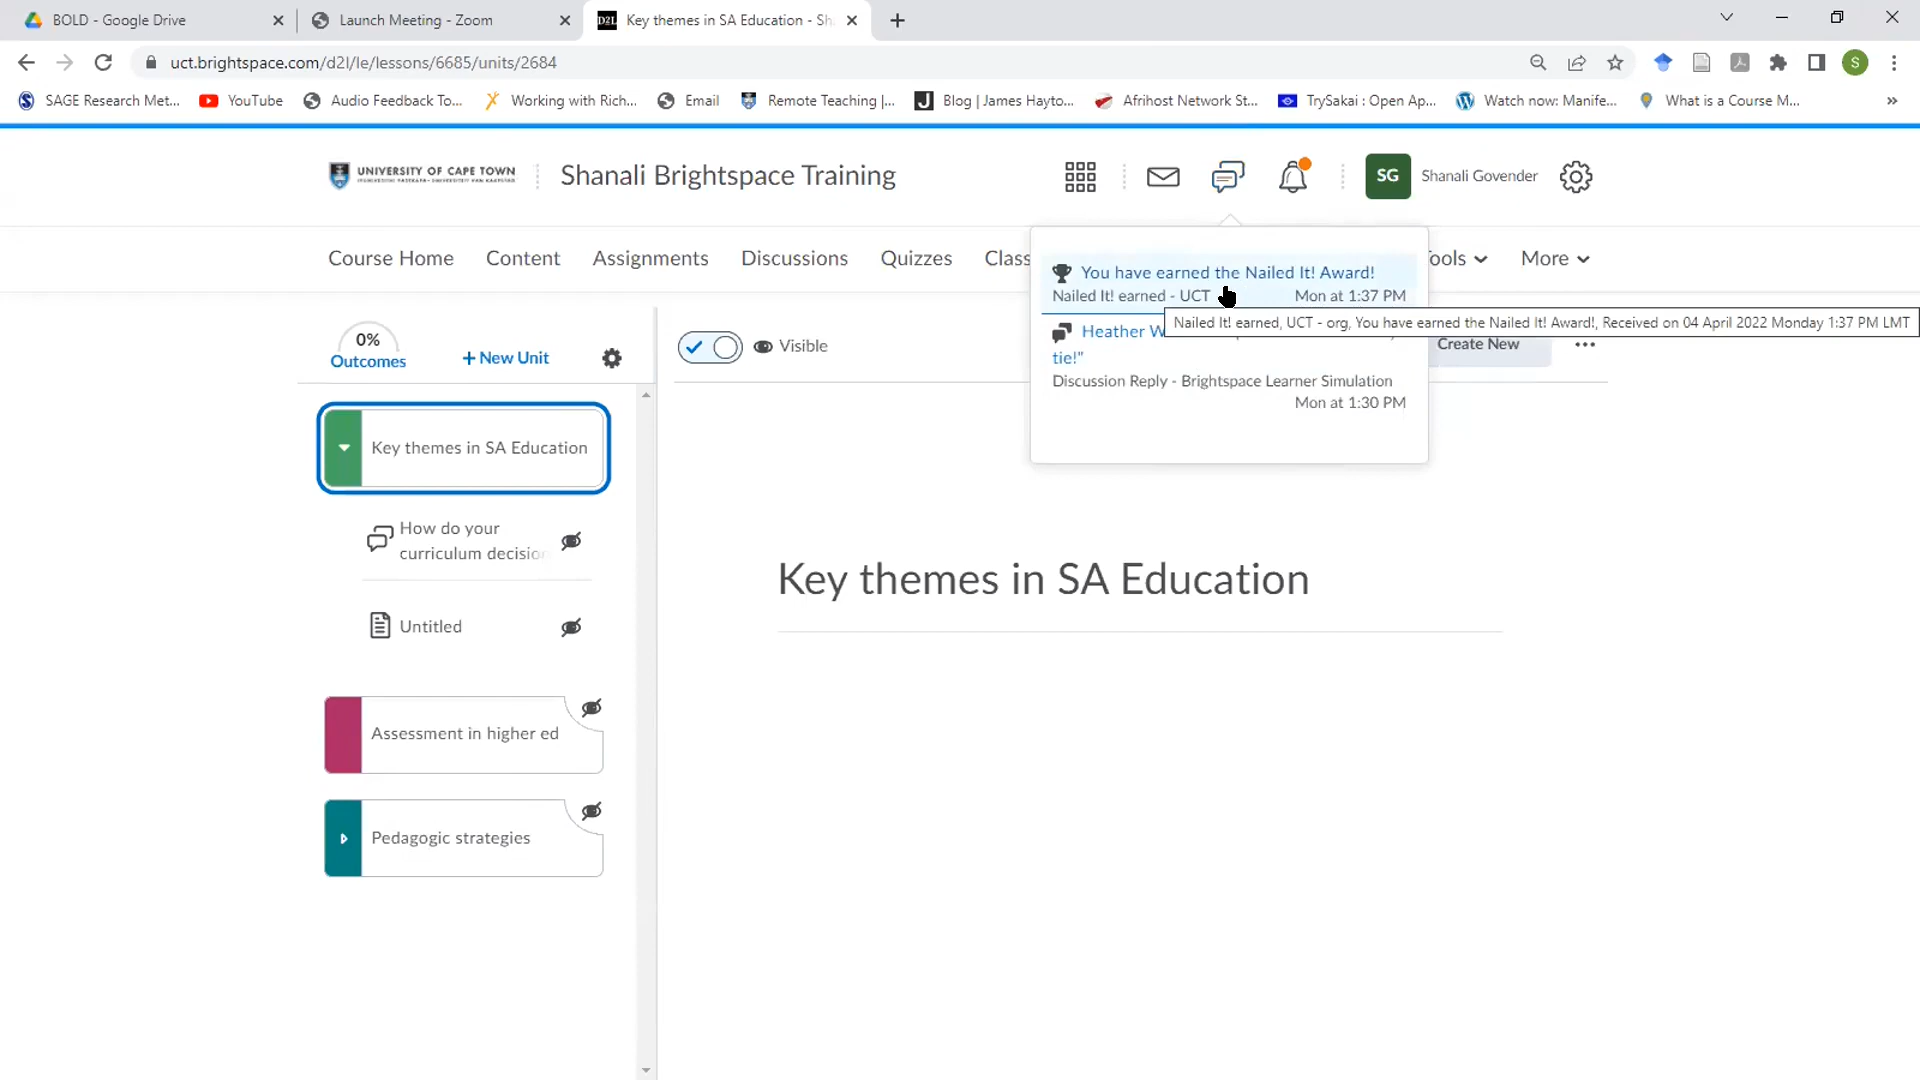 BOLD - Google Drive
Launch Meeting - Zoom
D2L Key themes in SA Education - Sh
uct.brightspace.com/d2l/le/lessons/6685/units/2684
S
SAGE Research Met...
YouTube
Audio Feedback To...
Working with Rich...
Email
Remote Teaching |...
Blog | James Hayto...
Afrihost Network St...
TrySakai : Open Ap...
Watch now: Manife...
What is a Course M...
»
UNIVERSITY OF CAPE TOWN
Shanali Brightspace Training
SG
Shanali Govender
Course Home
Content
Assignments
Discussions
Quizzes
Class
ools
More
You have earned the Nailed It! Award!
Nailed It! earned - UCT
Mon at 1:37 PM
Nailed It! earned, UCT - org, You have earned the Nailed It! Award!, Received on 04 April 2022 Monday 1:37 PM LMT
Heather W
tie!"
Discussion Reply - Brightspace Learner Simulation
Mon at 1:30 PM
0%
Outcomes
+ New Unit
Visible
Create New
Key themes in SA Education
How do your
curriculum decision
Untitled
Assessment in higher ed
Pedagogic strategies
Key themes in SA Education